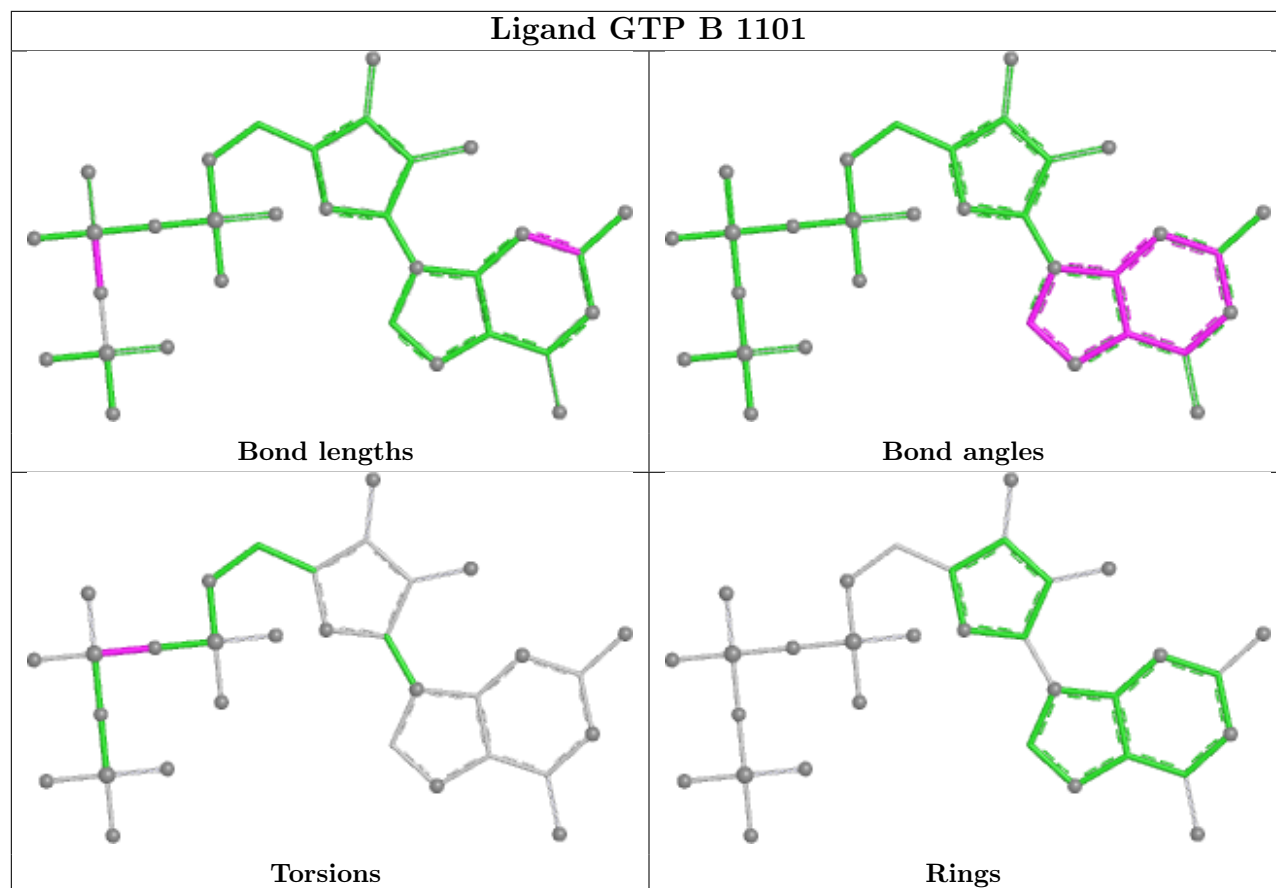 Ligand GTP B 1101
Bond lengths
Bond angles
Torsions
Rings